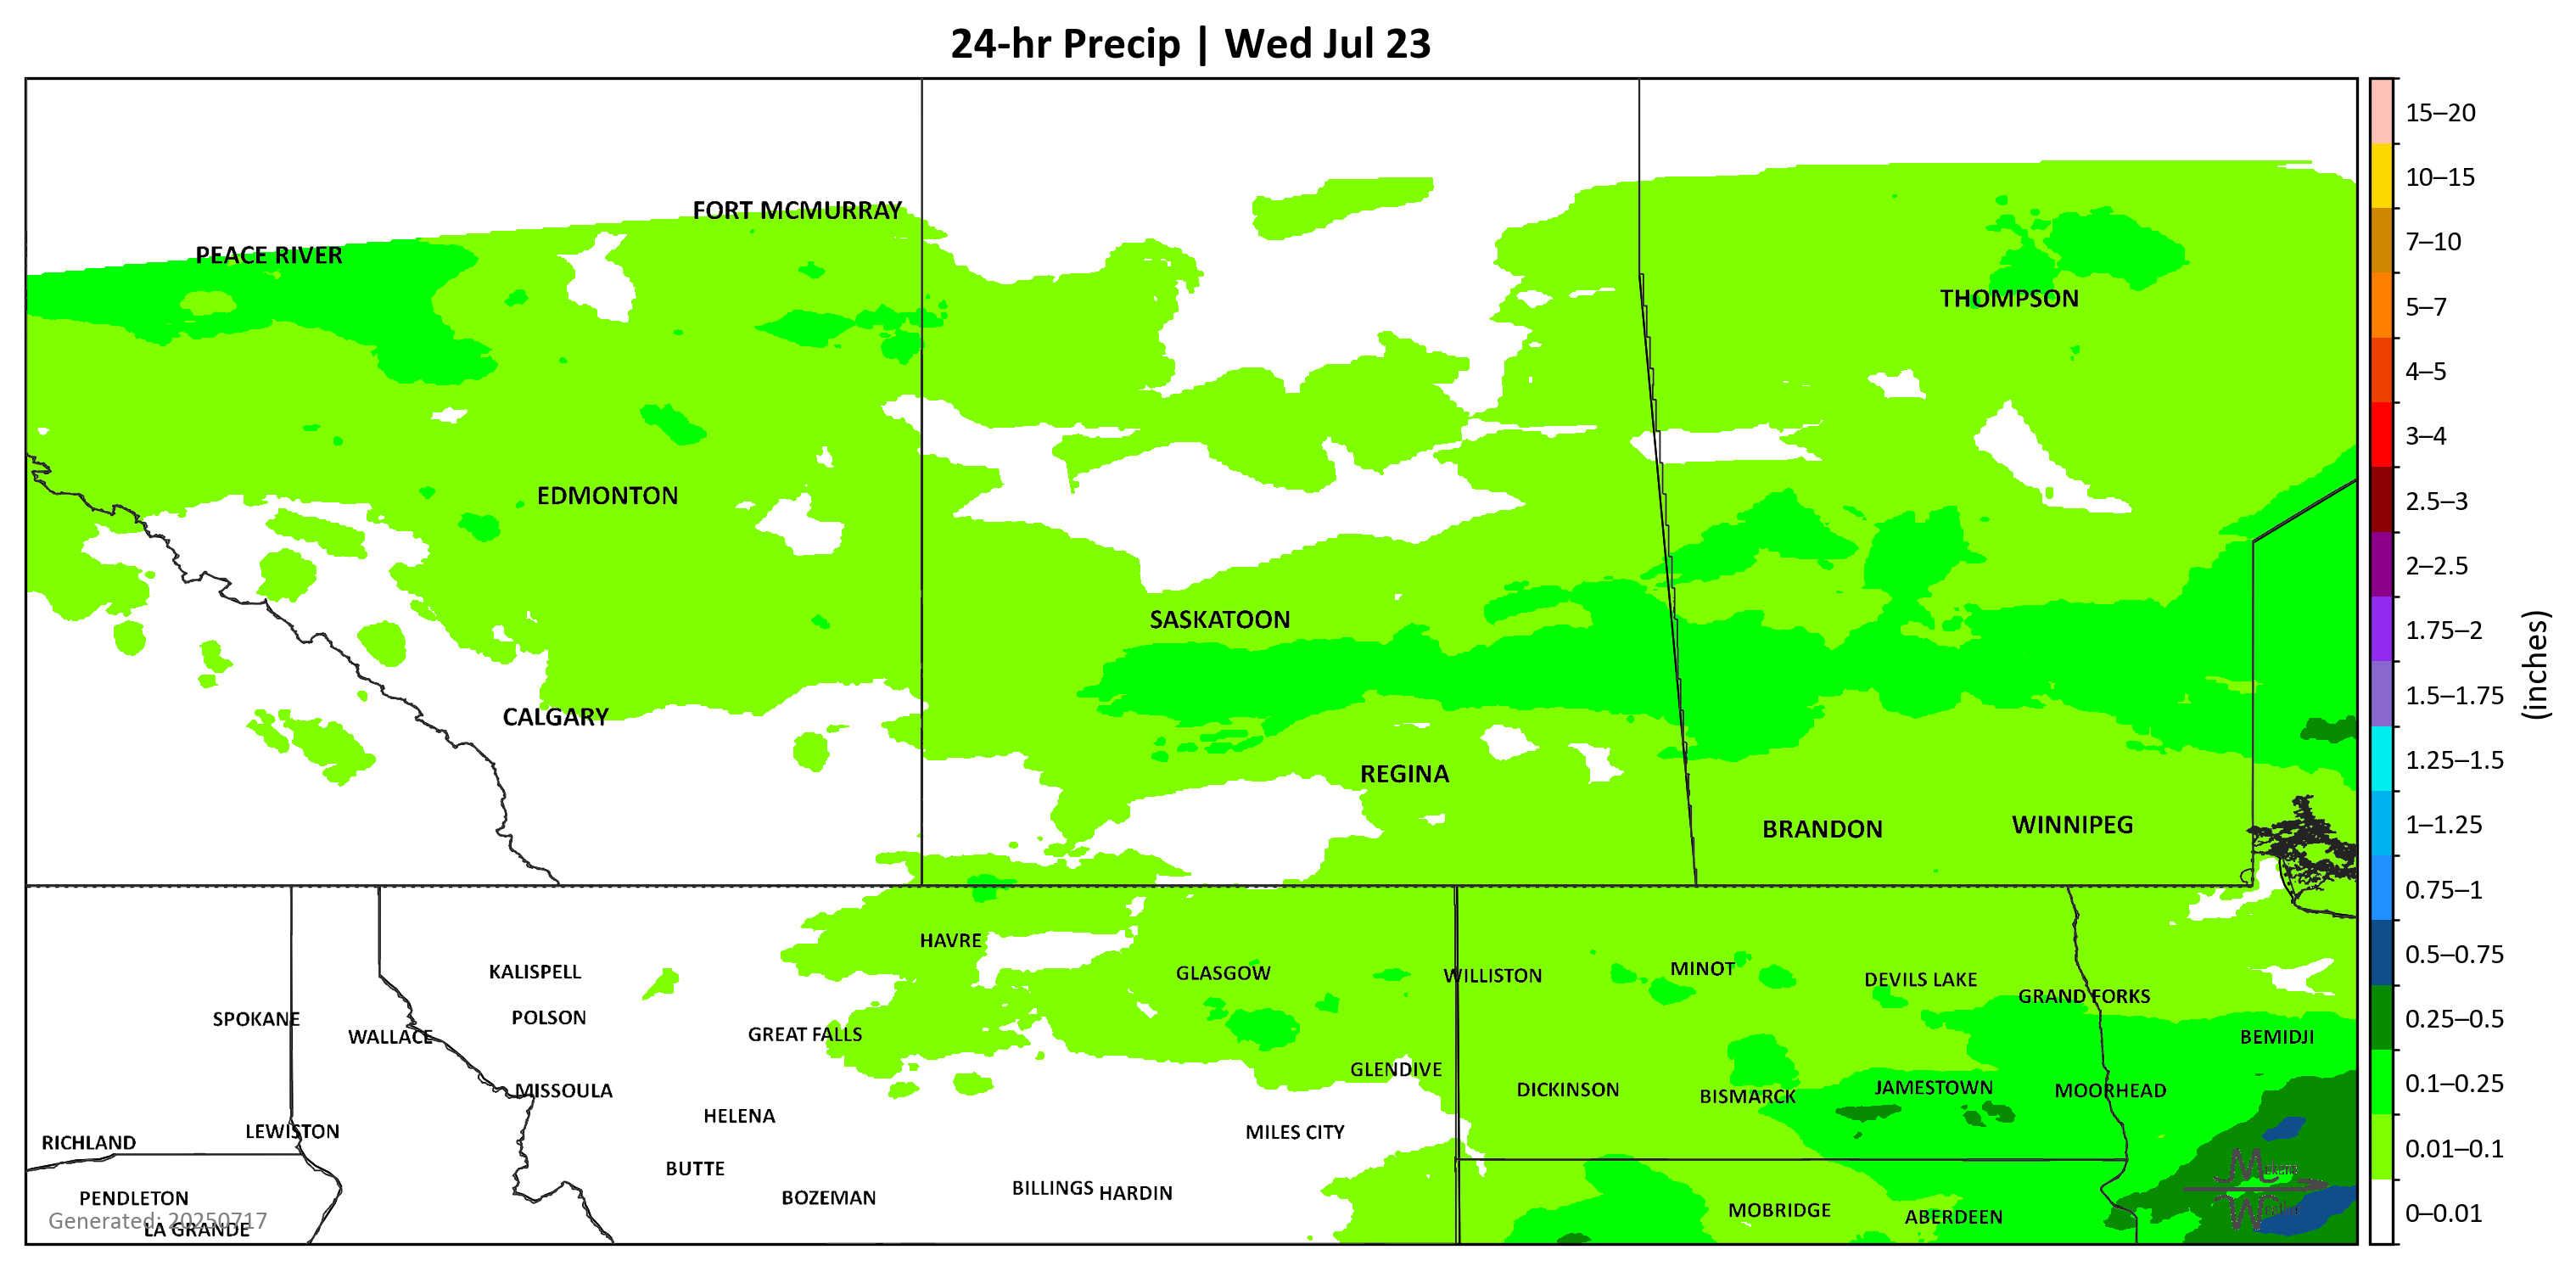 24-hr Precip | Wed Jul 23
15–20
10–15
7–10
5–7
4–5
3–4
2.5–3
2–2.5
1.75–2
1.5–1.75
1.25–1.5
1–1.25
0.75–1
0.5–0.75
0.25–0.5
0.1–0.25
0.01–0.1
0–0.01
(inches)
FORT MCMURRAY
PEACE RIVER
THOMPSON
EDMONTON
SASKATOON
CALGARY
REGINA
BRANDON
WINNIPEG
HAVRE
KALISPELL
GLASGOW
WILLISTON
MINOT
DEVILS LAKE
GRAND FORKS
SPOKANE
POLSON
WALLACE
GREAT FALLS
BEMIDJI
GLENDIVE
MISSOULA
DICKINSON
BISMARCK
JAMESTOWN
MOORHEAD
HELENA
LEWISTON
RICHLAND
MILES CITY
BUTTE
PENDLETON
BOZEMAN
BILLINGS
HARDIN
MOBRIDGE
ABERDEEN
Generated: 20250717
LA GRANDE